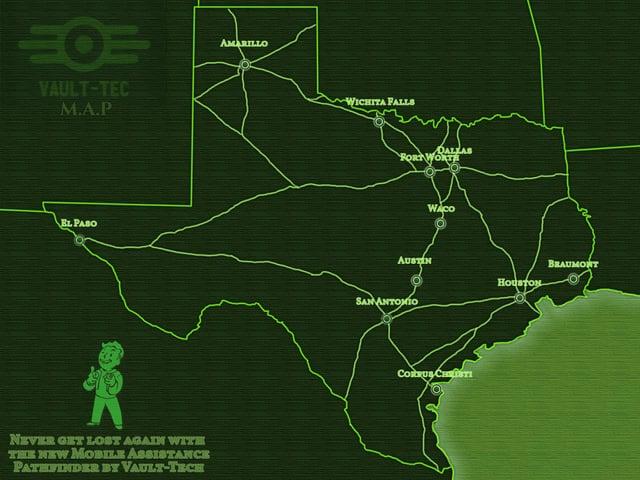 VAULT-TEC
M.A.P
AMARILLO
WICHITA FALLS
DALLAS
FORT WORTH
WACO
EL PASO
AUSTIN
BEAUMONT
HOUSTON
SAN ANTONIO
CORPUS CHRISTI
NEVER GET LOST AGAIN WITH
THE NEW MOBILE ASSISTANCE
PATHFINDER BY VAULT-TECH